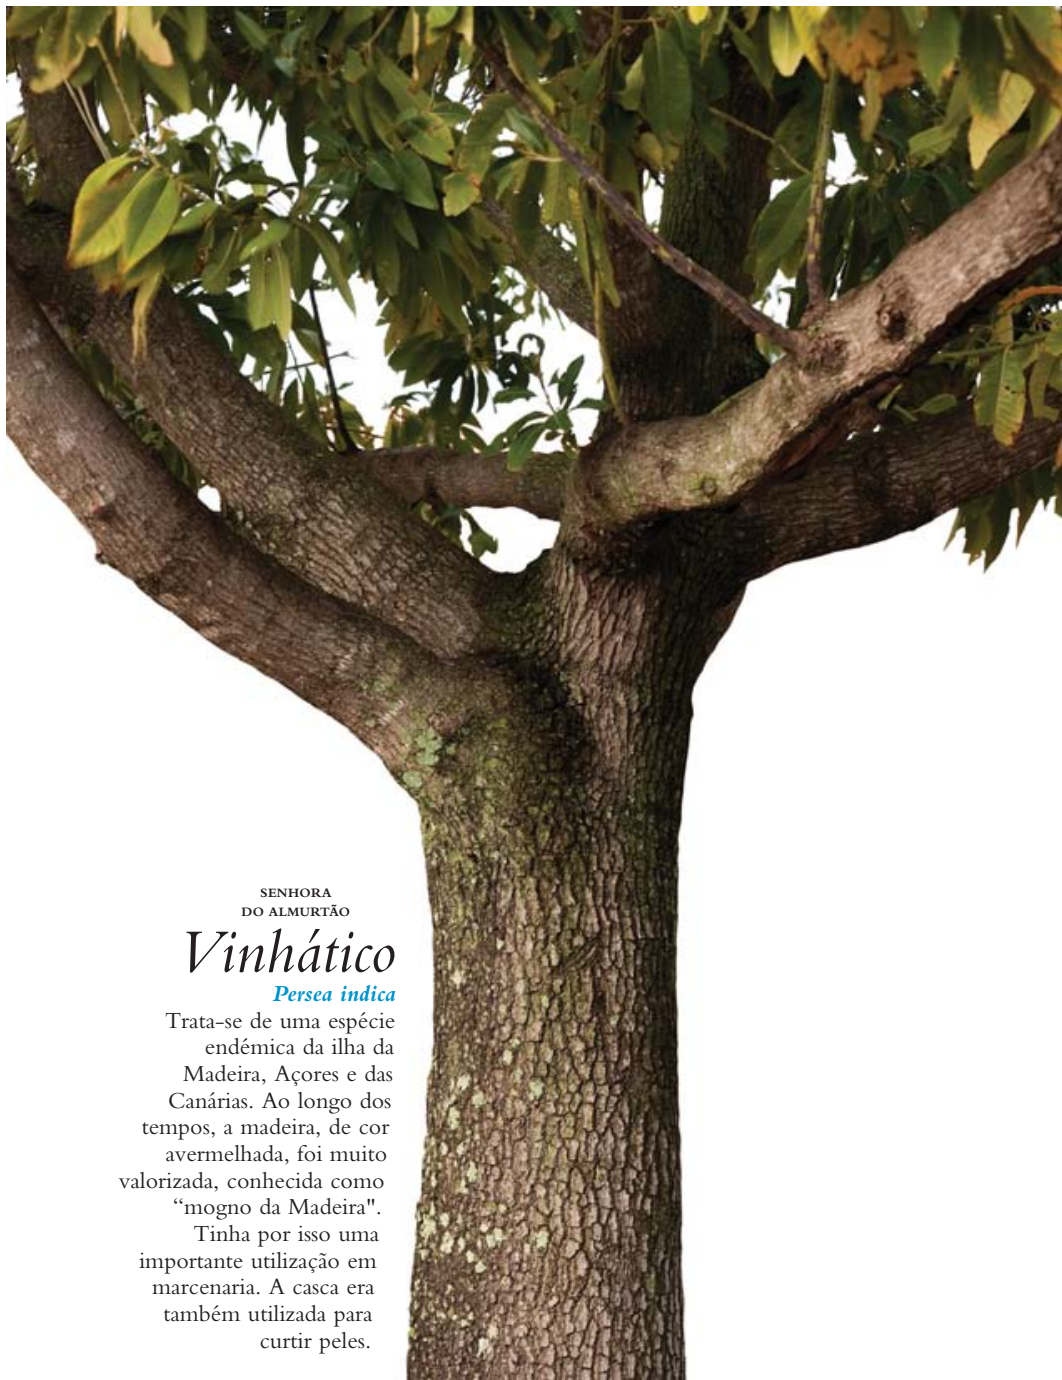 SENHORA
DO ALMURTÃO
Vinhático
Persea indica
Trata-se de uma espécie
endémica da ilha da
Madeira, Açores e das
Canárias. Ao longo dos
tempos, a madeira, de cor
avermelhada, foi muito
valorizada, conhecida como
“mogno da Madeira".
Tinha por isso uma
importante utilização em
marcenaria. A casca era
também utilizada para
curtir peles.